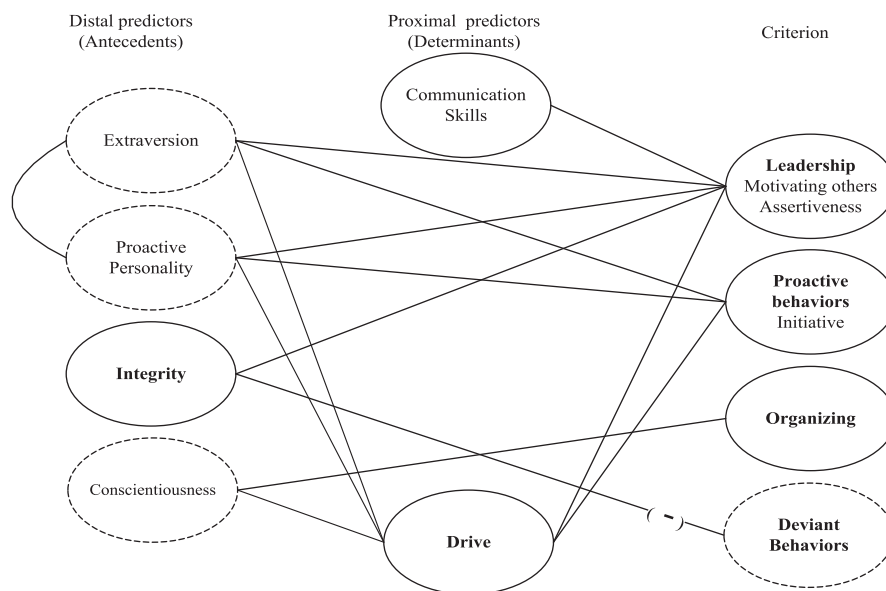 Distal predictors
(Antecedents)
Proximal predictors
(Determinants)
Criterion
Communication
Skills
Extraversion
Leadership
Motivating others
Assertiveness
Proactive
Personality
Proactive
behaviors
Initiative
Integrity
Organizing
Conscientiousness
Drive
( - )
Deviant
Behaviors